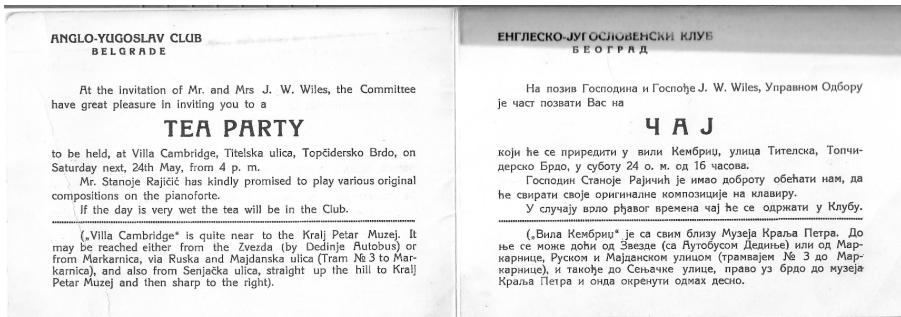 ANGLO-YUGOSLAV CLUB
BELGRADE
At the invitation of Mr. and Mrs J. W. Wiles, the Committee
have great pleasure in inviting you to a
TEA PARTY
to be held, at Villa Cambridge, Titelska ulica, Topčidersko Brdo, on
Saturday next, 24th May, from 4 p. m.
Mr. Stanoje Rajičić has kindly promised to play various original
compositions on the pianoforte.
If the day is very wet the tea will be in the Club.
(„Villa Cambridge“ is quite near to the Kralj Petar Muzej. It
may be reached either from the Zvezda (by Dedinje Autobus) or
from Markarnica, via Ruska and Majdanska ulica (Tram № 3 to Mar-
karnica), and also from Senjačka ulica, straight up the hill to Kralj
Petar Muzej and then sharp to the right).
ЕНГЛЕСКО-ЈУГОСЛОВЕНСКИ КЛУБ
БЕОГРАД
На позив Господина и Госпође J. W. Wiles, Управном Одбору
је част позвати Вас на
ЧАЈ
који ће се приредити у вили Кембриџ, улица Тителска, Топчи-
дерско Брдо, у суботу 24 о. м. од 16 часова.
Господин Станоје Рајичић је имао доброту обећати нам, да
ће свирати своје оригиналне композиције на клавиру.
У случају врло рђавог времена чај ће се одржати у Клубу.
(„Вила Кембриџ“ је са свим близу Музеја Краља Петра. До
ње се може доћи од Звезде (са Аутобусом Дедиње) или од Мар-
карнице, Руском и Мајданском улицом (трамвајем № 3 до Мар-
карнице), и такође до Сењачке улице, право уз брдо до музеја
Краља Петра и онда окренути одмах десно.